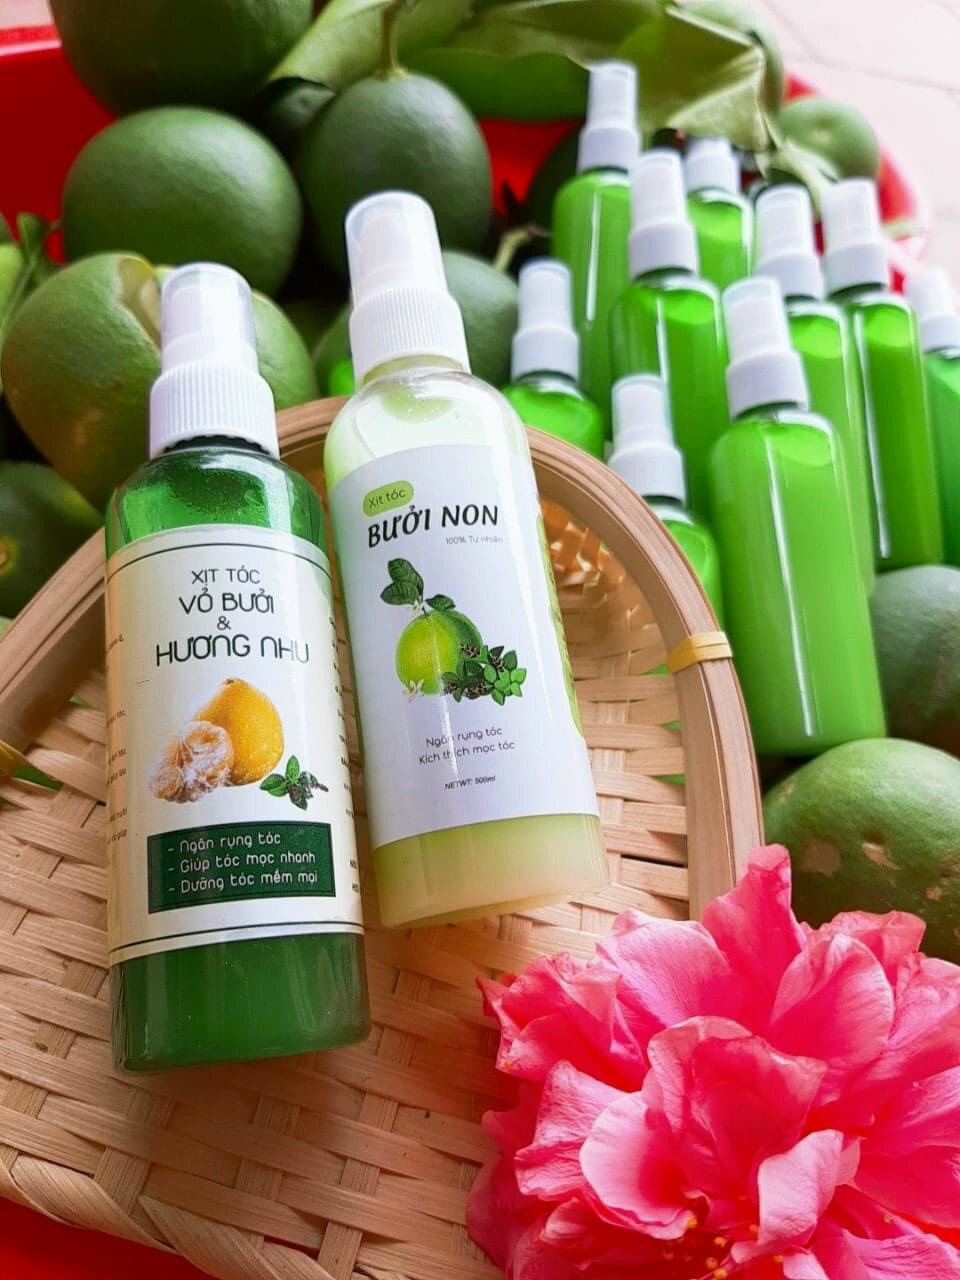 XỊT TÓC
VỎ BƯỞI
&
HƯƠNG NHU
- Ngăn rụng tóc
- Giúp tóc mọc nhanh
- Dưỡng tóc mềm mại
Xịt tóc
BƯỞI NON
100% Tự nhiên
Ngăn rụng tóc
Kích thích mọc tóc
NETWT: 500ml